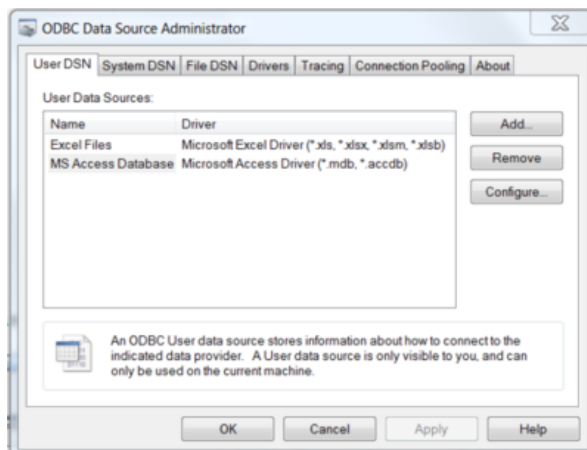 ODBC Data Source Administrator
User DSN System DSN File DSN Drivers Tracing Connection Pooling About
User Data Sources:
Name Driver
Excel Files Microsoft Excel Driver (*.xls, *.xlsx, *.xlsm, *.xlsb)
MS Access Database Microsoft Access Driver (*.mdb, *.accdb)
Add...
Remove
Configure...
An ODBC User data source stores information about how to connect to the
indicated data provider. A User data source is only visible to you, and can
only be used on the current machine.
OK Cancel Apply Help